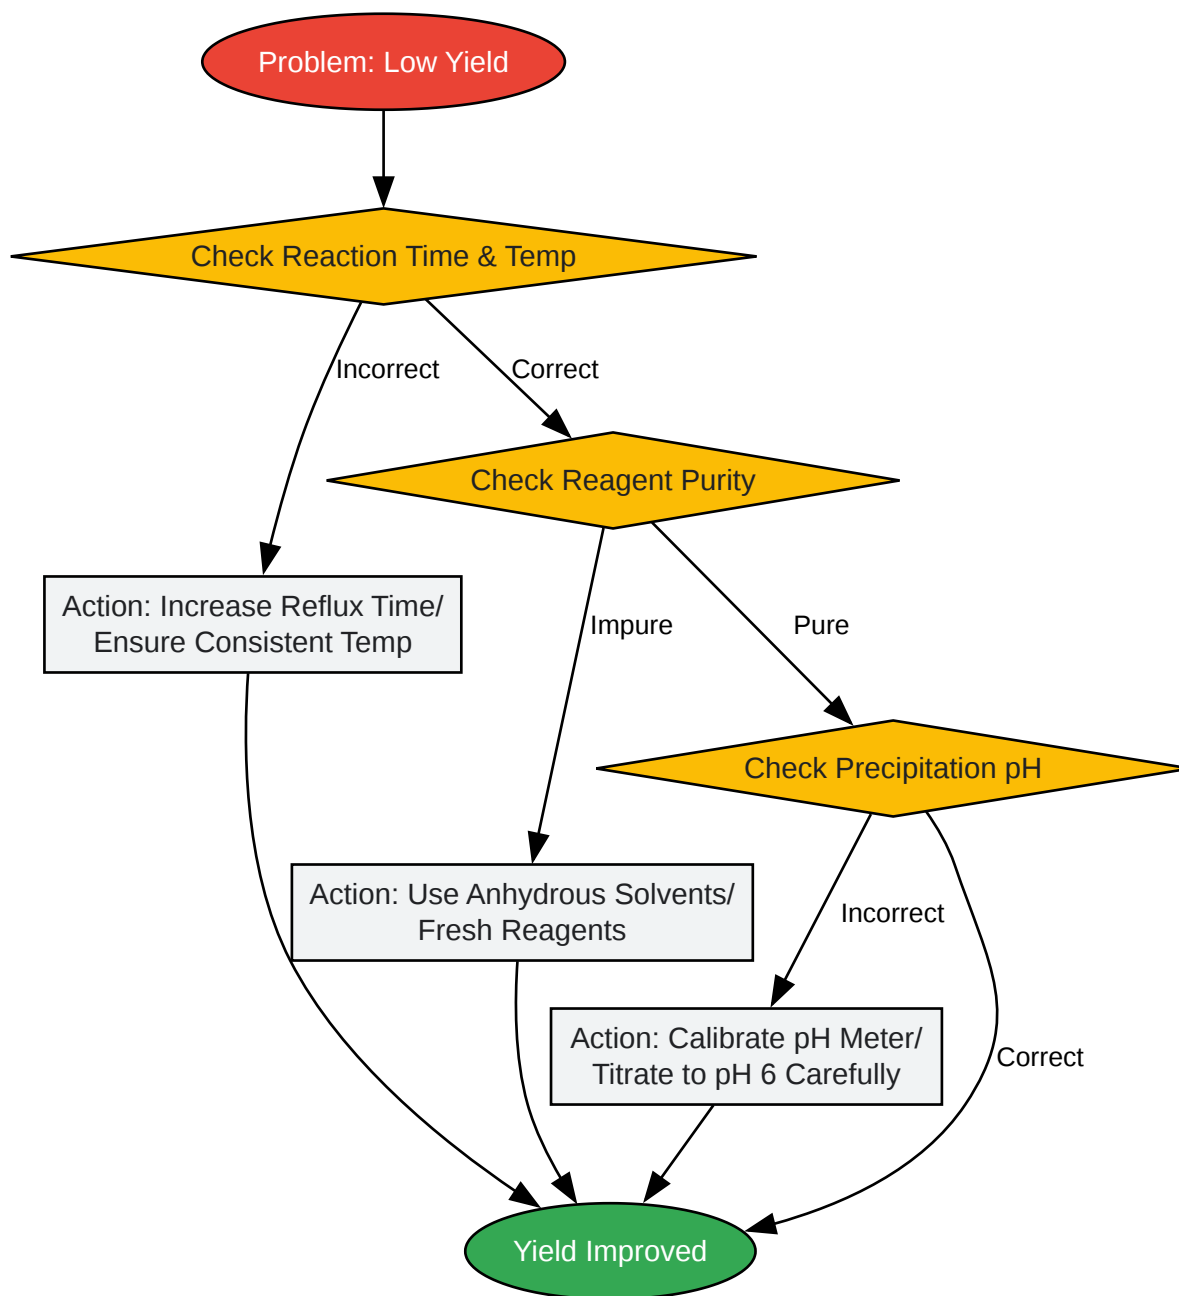 Problem: Low Yield
Check Reaction Time & Temp
Incorrect
Correct
Check Reagent Purity
Action: Increase Reflux Time/
Ensure Consistent Temp
Impure
Pure
Check Precipitation pH
Action: Use Anhydrous Solvents/
Fresh Reagents
Incorrect
Action: Calibrate pH Meter/
Titrate to pH 6 Carefully
Correct
Yield Improved